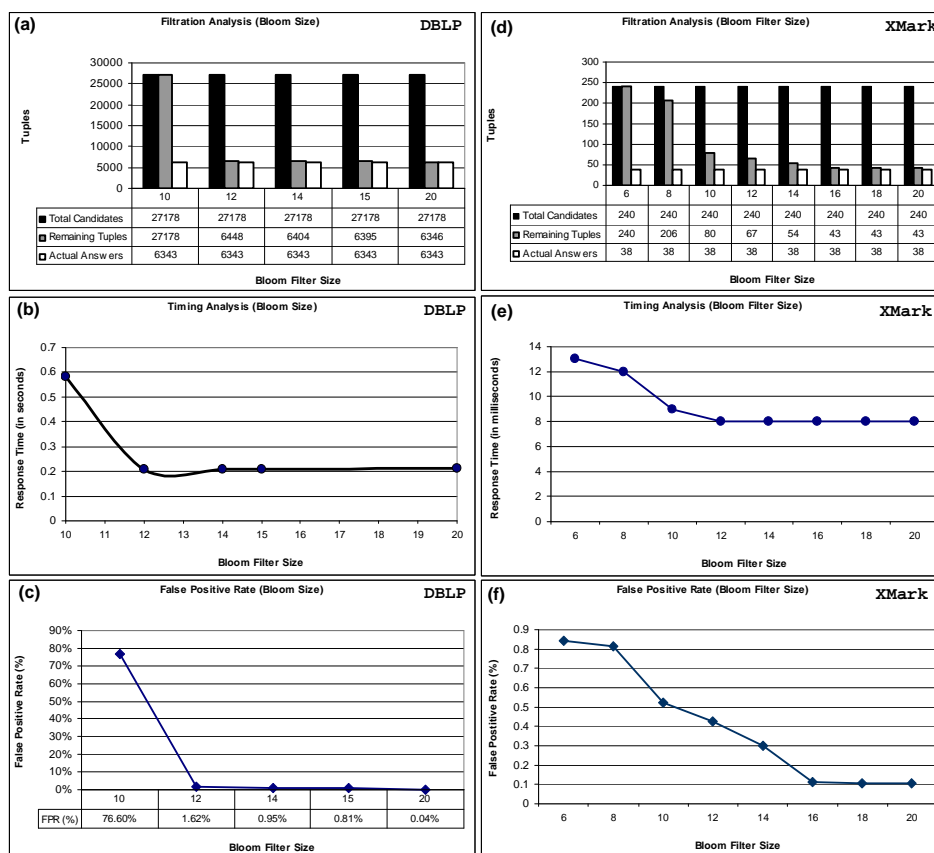 (a)
Filtration Analysis (Bloom Size)
DBLP
Tuples
30000
25000
20000
15000
10000
5000
0
10 12 14 15 20
Total Candidates 27178 27178 27178 27178 27178
Remaining Tuples 27178 6448 6404 6395 6346
Actual Answers 6343 6343 6343 6343 6343
Bloom Filter Size
(d)
Filtration Analysis (Bloom Filter Size)
XMark
Tuples
300
250
200
150
100
50
0
6 8 10 12 14 16 18 20
Total Candidates 240 240 240 240 240 240 240 240
Remaining Tuples 240 206 80 67 54 43 43 43
Actual Answers 38 38 38 38 38 38 38 38
Bloom Filter Size
(b)
Timing Analysis (Bloom Size)
DBLP
Response Time (in seconds)
0.7
0.6
0.5
0.4
0.3
0.2
0.1
0
10 11 12 13 14 15 16 17 18 19 20
Bloom Filter Size
(e)
Timing Analysis (Bloom Filter Size)
XMark
Response Time (in milliseconds)
14
12
10
8
6
4
2
0
6 8 10 12 14 16 18 20
Bloom Filter Size
(c)
False Positive Rate (Bloom Size)
DBLP
False Positive Rate (%)
90%
80%
70%
60%
50%
40%
30%
20%
10%
0%
10 12 14 15 20
FPR (%) 76.60% 1.62% 0.95% 0.81% 0.04%
Bloom Filter Size
(f)
False Positive Rate (Bloom Filter Size)
XMark
False Postitive Rate (%)
0.9
0.8
0.7
0.6
0.5
0.4
0.3
0.2
0.1
0
6 8 10 12 14 16 18 20
Bloom Filter Size